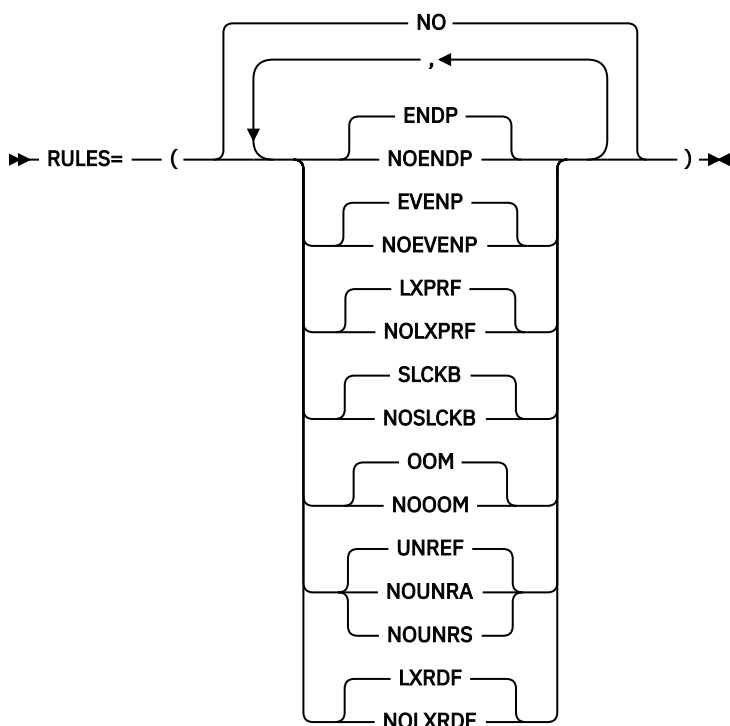 NO
,
RULES= ( )
ENDP
NOENDP
EVENP
NOEVENP
LXPRF
NOLXPRF
SLCKB
NOSLCKB
OOM
NOOOM
UNREF
NOUNRA
NOUNRS
LXRDF
NOLXRDF